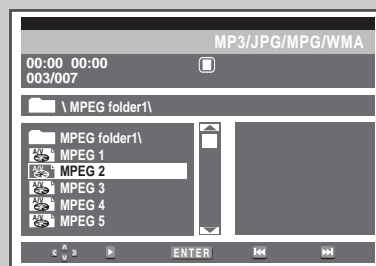 MP3/JPG/MPG/WMA
00:00 00:00
003/007
\ MPEG folder1\
MPEG folder1\
A/V MPEG 1
A/V MPEG 2
A/V MPEG 3
A/V MPEG 4
A/V MPEG 5
ENTER